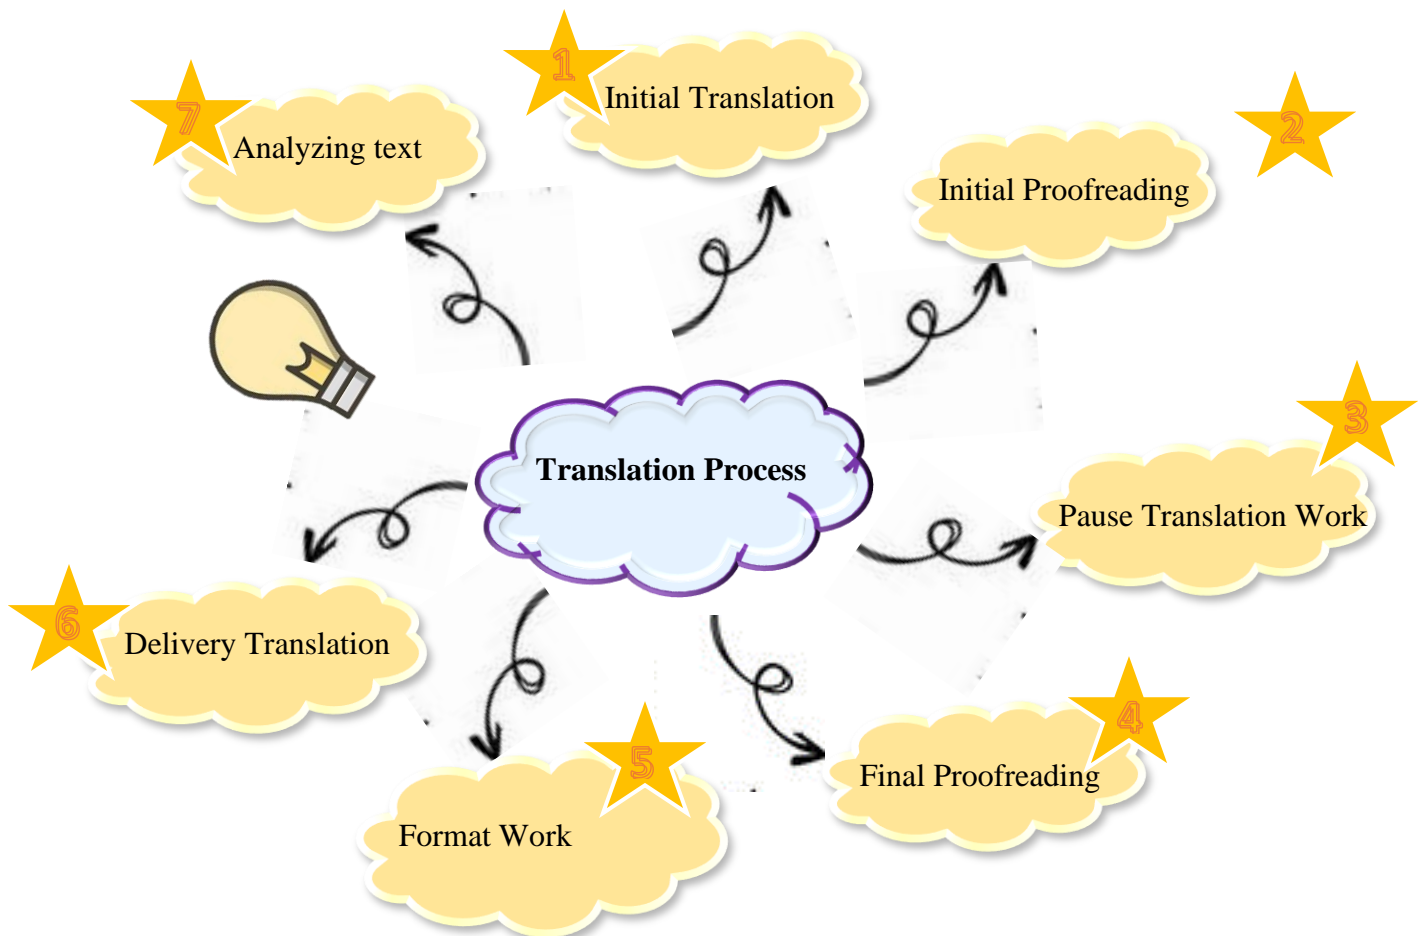 1
Initial Translation
2
Initial Proofreading
3
Pause Translation Work
4
Final Proofreading
5
Format Work
6
Delivery Translation
7
Analyzing text
Translation Process